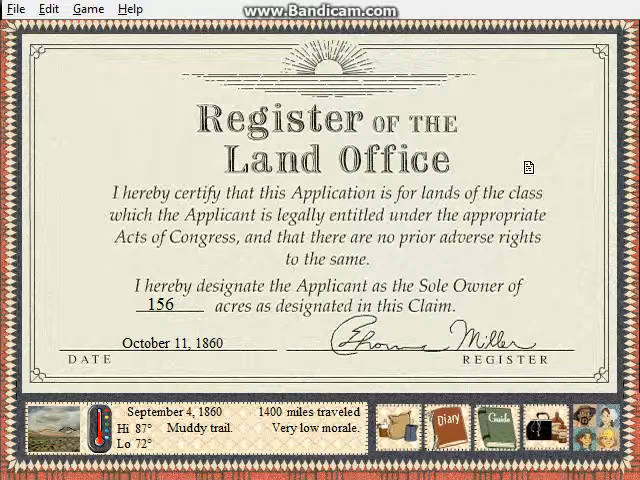 File Edit Game Help
www.Bandicam.com
Register OF THE
Land Office
I hereby certify that this Application is for lands of the class
which the Applicant is legally entitled under the appropriate
Acts of Congress, and that there are no prior adverse rights
to the same.
I hereby designate the Applicant as the Sole Owner of
156 acres as designated in this Claim.
October 11, 1860 Thomas Miller
DATE REGISTER
September 4, 1860 1400 miles traveled
Hi 87° Muddy trail. Very low morale.
Lo 72°
Diary
Guide